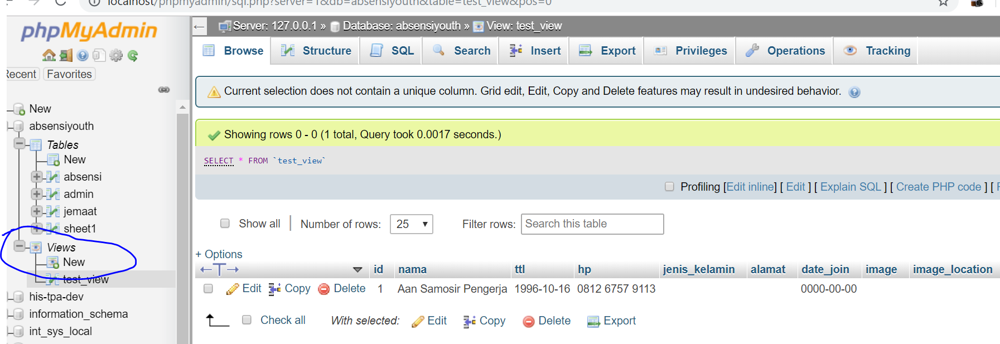 localhost/phpmyadmin/sql.php?server=1&db=absensiyouth&table=test_view&pos=0
phpMyAdmin
Recent Favorites
New
absensiyouth
Tables
New
absensi
admin
jemaat
sheet1
Views
New
test_view
his-tpa-dev
information_schema
int_sys_local
← Server: 127.0.0.1 » Database: absensiyouth » View: test_view
Browse Structure SQL Search Insert Export Privileges Operations Tracking
Current selection does not contain a unique column. Grid edit, Edit, Copy and Delete features may result in undesired behavior.
Showing rows 0 - 0 (1 total, Query took 0.0017 seconds.)
SELECT * FROM `test_view`
Profiling [Edit inline] [ Edit ] [ Explain SQL ] [ Create PHP code ] [
Show all | Number of rows: 25 Filter rows: Search this table
+ Options
←T→ id nama ttl hp jenis_kelamin alamat date_join image image_location
Edit Copy Delete 1 Aan Samosir Pengerja 1996-10-16 0812 6757 9113 0000-00-00
Check all With selected: Edit Copy Delete Export